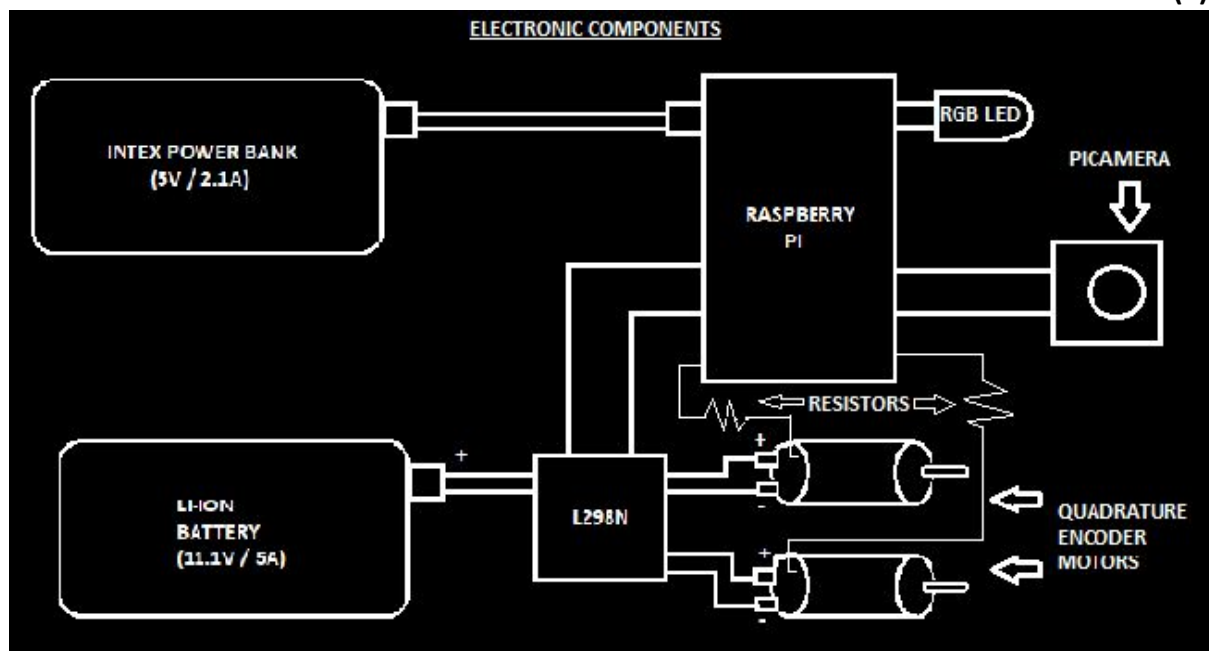 ELECTRONIC COMPONENTS
INTEX POWER BANK
(5V / 2.1A)
RASPBERRY
PI
RGB LED
PICAMERA
RESISTORS
+
+
-
LI-ION
BATTERY
(11.1V / 5A)
L298N
+
-
QUADRATURE
ENCODER
MOTORS